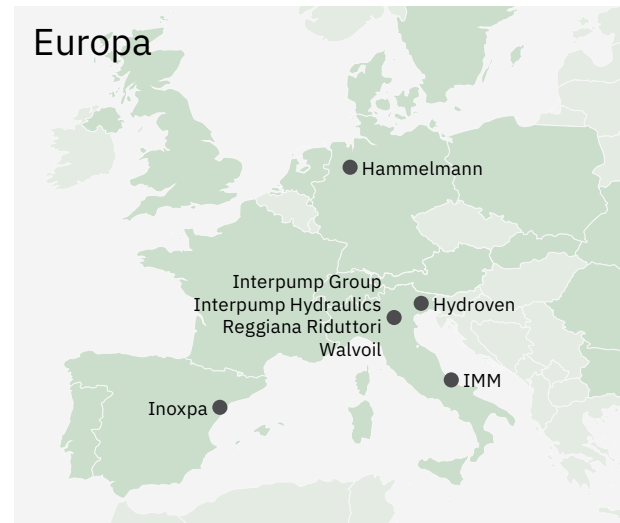 Europa
Hammelmann
Interpump Group
Interpump Hydraulics
Reggiana Riduttori
Walvoil
Hydroven
IMM
Inoxpa